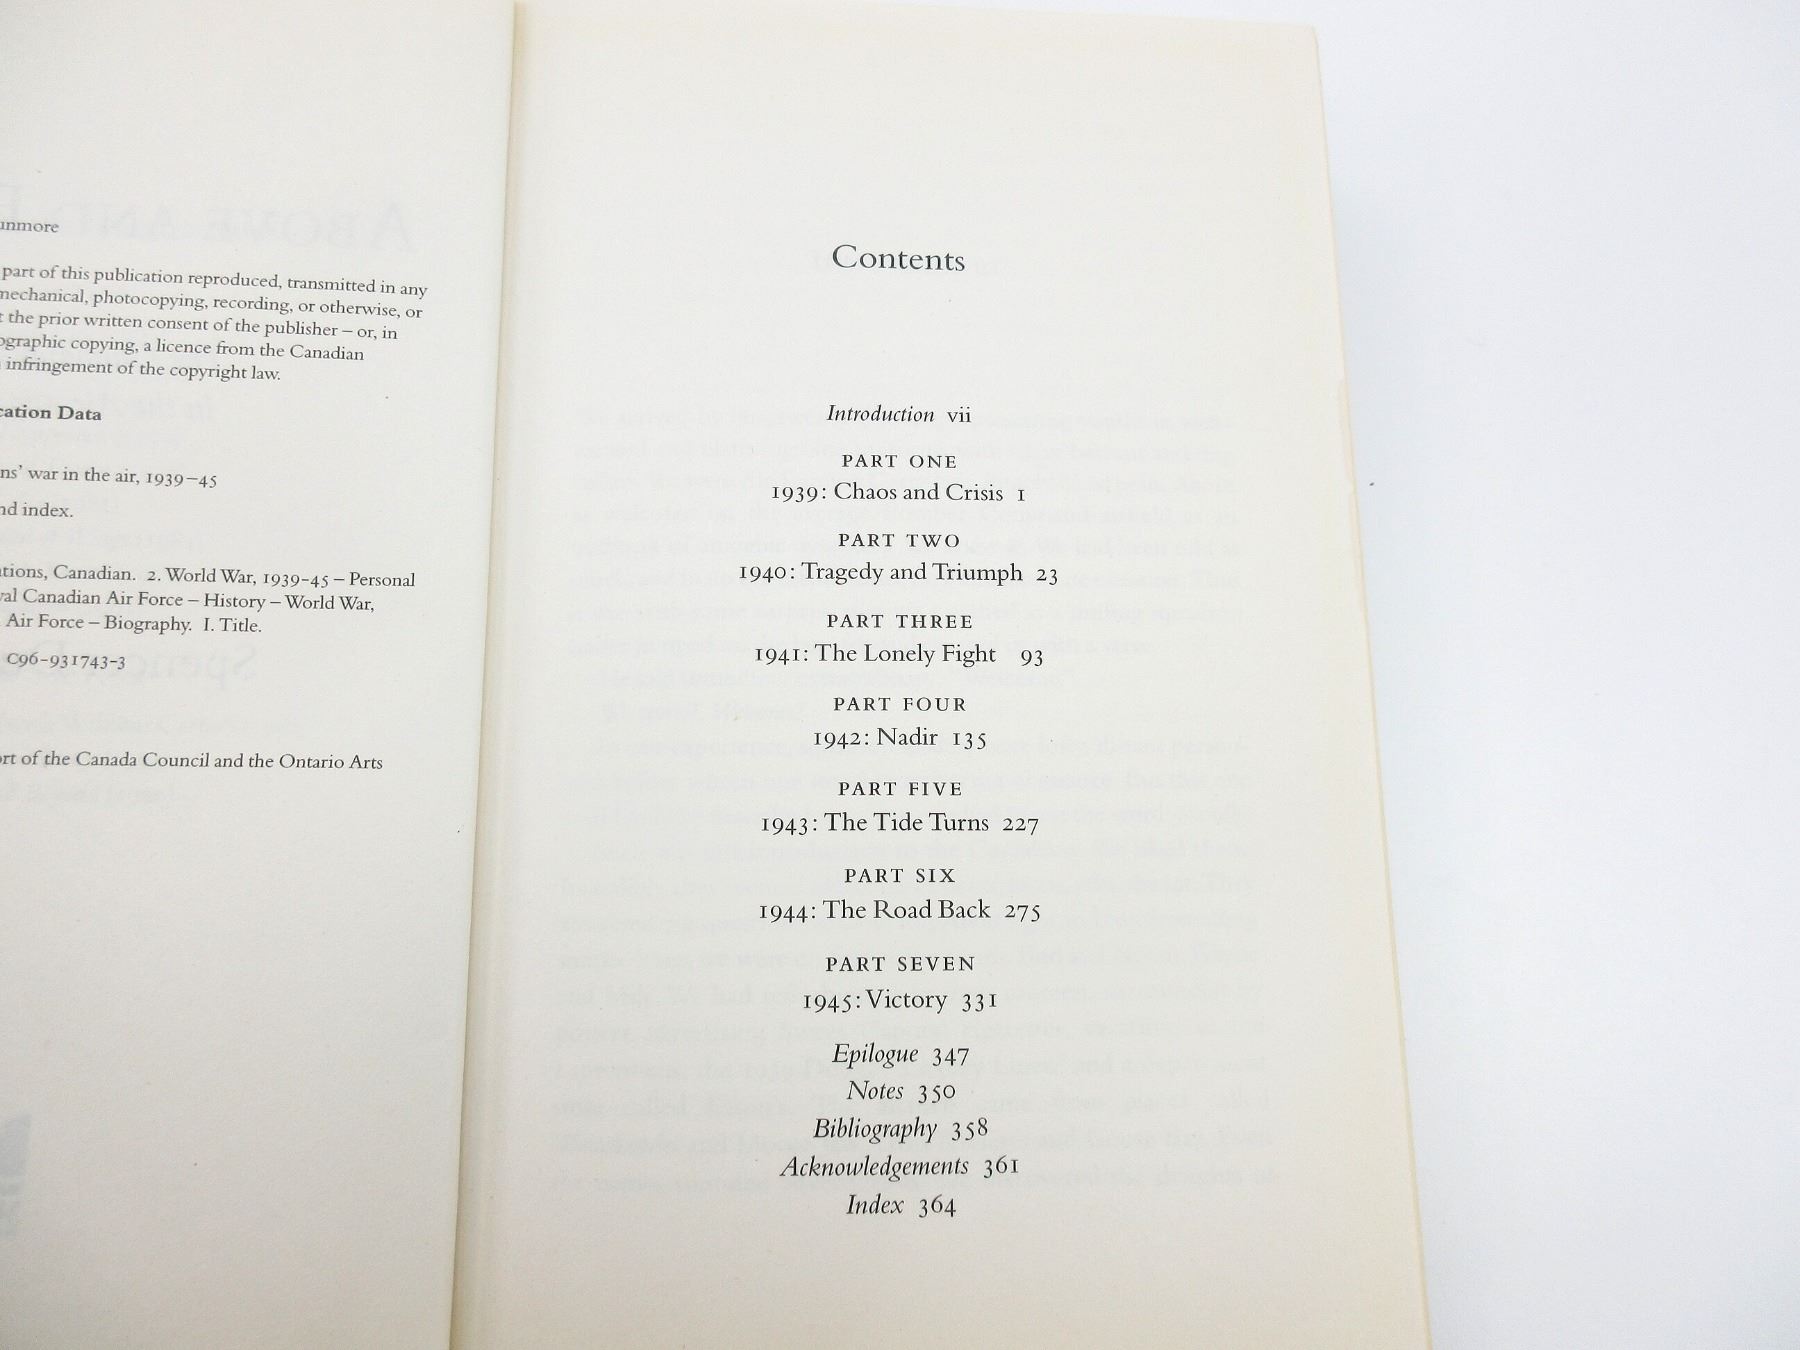 unmore
part of this publication reproduced, transmitted in any
mechanical, photocopying, recording, or otherwise, or
t the prior written consent of the publisher – or, in
ographic copying, a licence from the Canadian
infringement of the copyright law.
cation Data
ns' war in the air, 1939–45
nd index.
tions, Canadian. 2. World War, 1939-45 – Personal
val Canadian Air Force – History – World War,
Air Force – Biography. I. Title.
C96-931743-3
rt of the Canada Council and the Ontario Arts
Contents
Introduction vii
PART ONE
1939: Chaos and Crisis 1
PART TWO
1940: Tragedy and Triumph 23
PART THREE
1941: The Lonely Fight 93
PART FOUR
1942: Nadir 135
PART FIVE
1943: The Tide Turns 227
PART SIX
1944: The Road Back 275
PART SEVEN
1945: Victory 331
Epilogue 347
Notes 350
Bibliography 358
Acknowledgements 361
Index 364